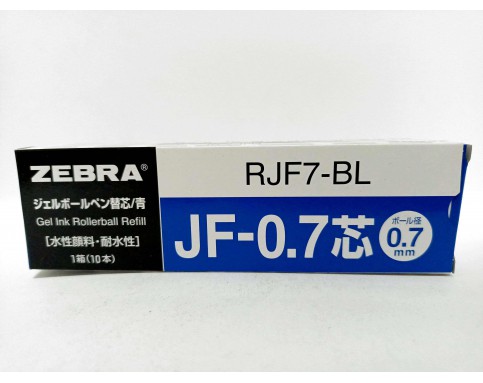 ZEBRA®
ジェルボールペン替芯/青
Gel Ink Rollerball Refill
[水性顔料・耐水性]
1箱(10本)
RJF7-BL
JF-0.7芯
ボール径
0.7
mm